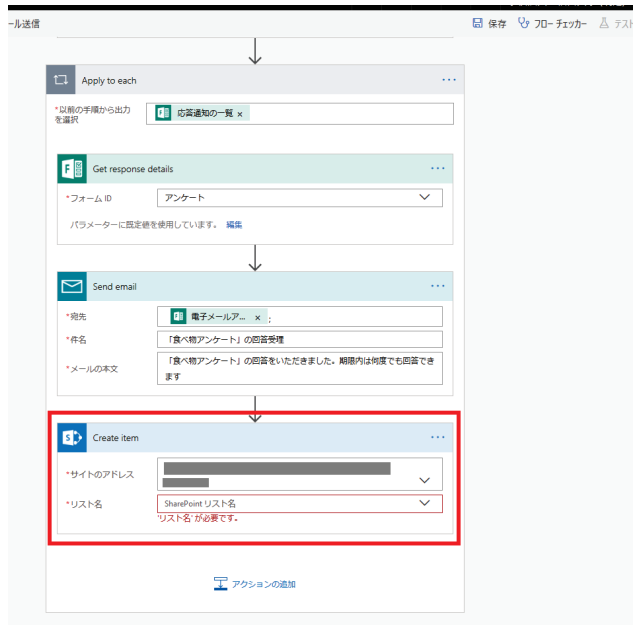 ール送信
保存
フロー チェッカー
テスト
Apply to each
...
*以前の手順から出力
を選択
応答通知の一覧 x
F
Get response details
...
*フォーム ID
アンケート
パラメーターに既定値を使用しています。 編集
Send email
...
*宛先
電子メールア... x ;
*件名
「食べ物アンケート」の回答受理
*メールの本文
「食べ物アンケート」の回答をいただきました。期限内は何度でも回答でき
ます
S
Create item
...
*サイトのアドレス
*リスト名
SharePoint リスト名
'リスト名' が必要です。
アクションの追加